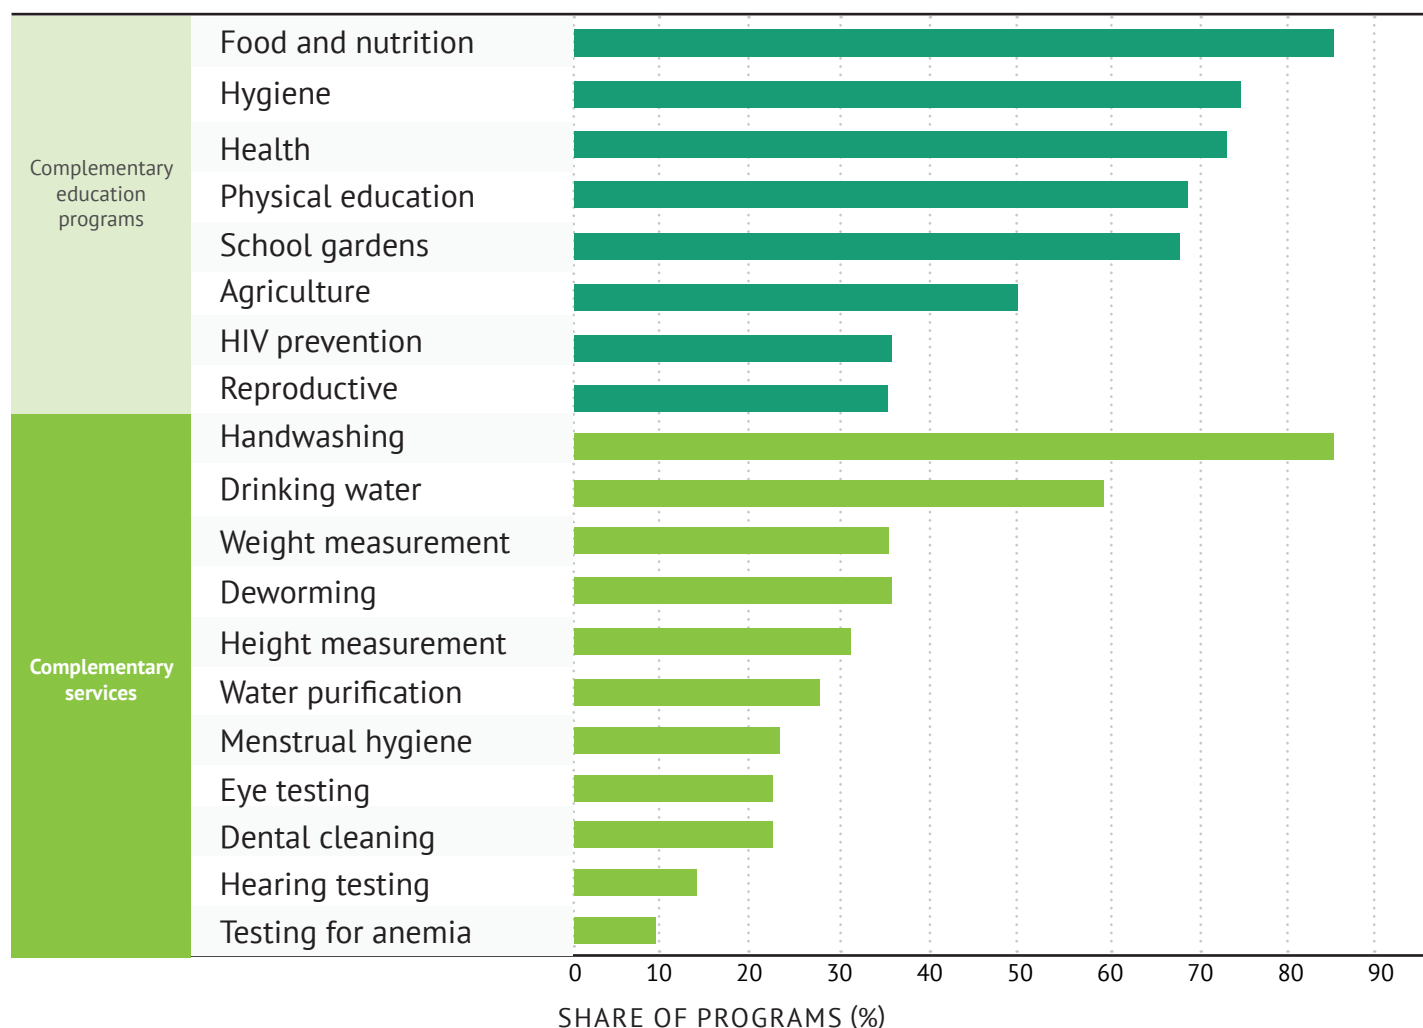 Complementary
education
programs
Food and nutrition
Hygiene
Health
Physical education
School gardens
Agriculture
HIV prevention
Reproductive
Complementary
services
Handwashing
Drinking water
Weight measurement
Deworming
Height measurement
Water purification
Menstrual hygiene
Eye testing
Dental cleaning
Hearing testing
Testing for anemia
0 10 20 30 40 50 60 70 80 90
SHARE OF PROGRAMS (%)